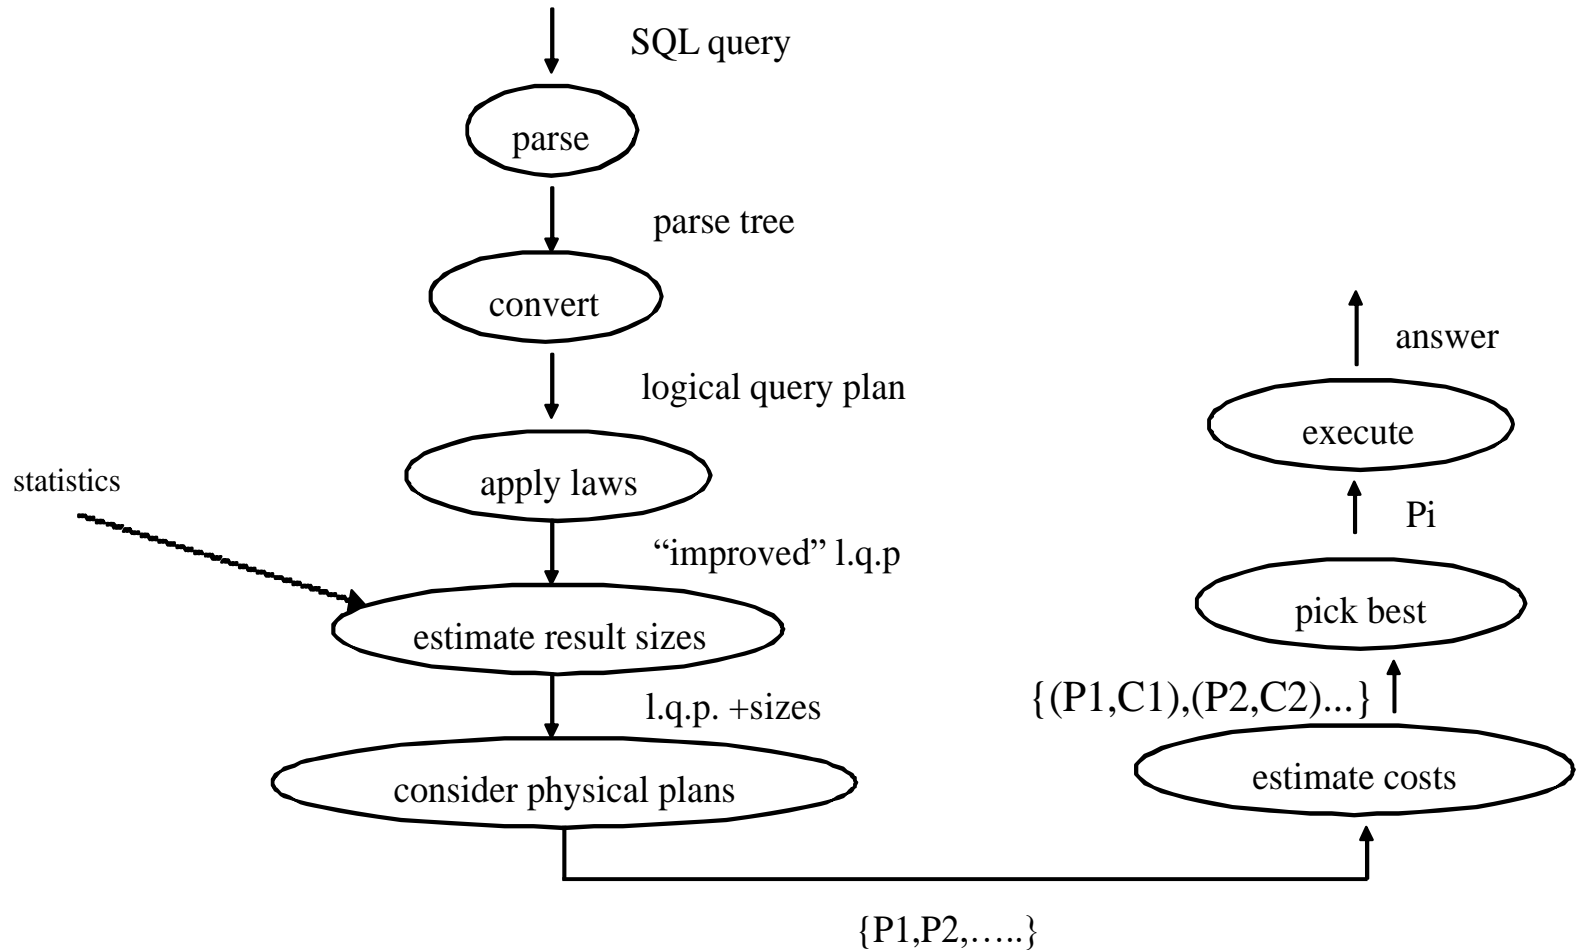 SQL query
parse
parse tree
convert
logical query plan
apply laws
statistics
“improved” l.q.p
estimate result sizes
l.q.p. +sizes
consider physical plans
{P1,P2,…..}
estimate costs
{(P1,C1),(P2,C2)...}
pick best
Pi
execute
answer